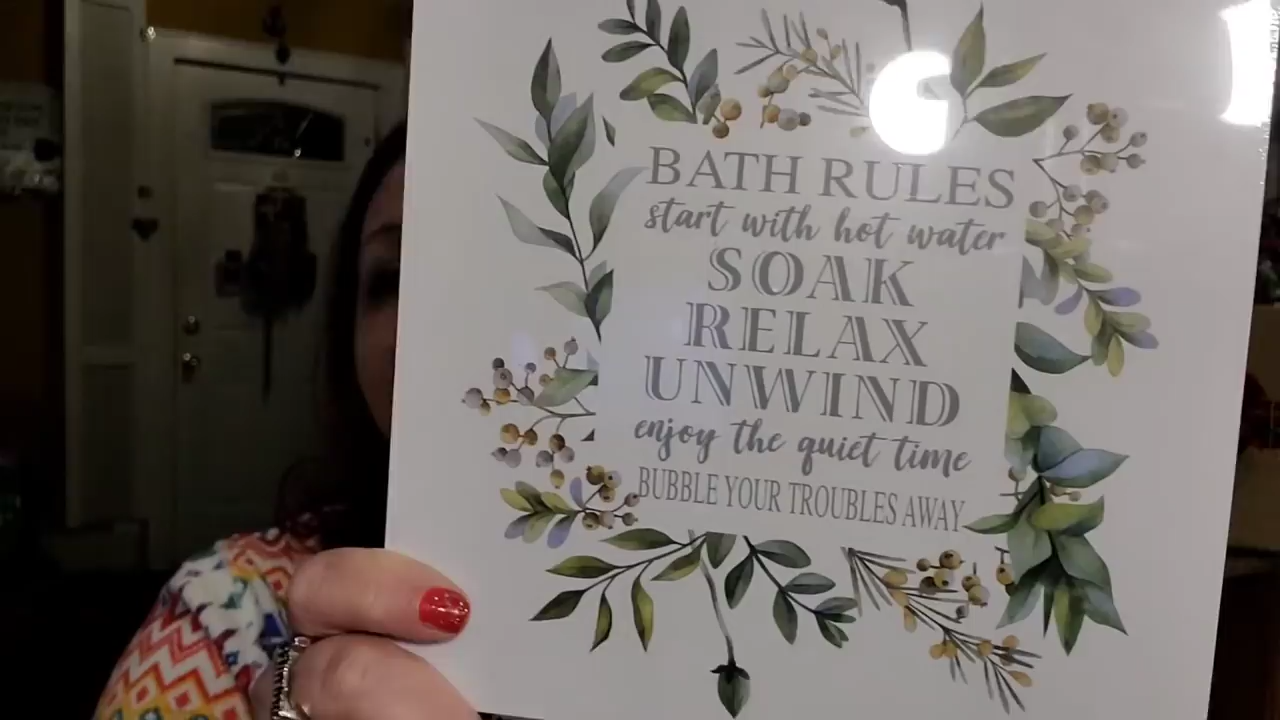 BATH RULES
start with hot water
SOAK
RELAX
UNWIND
enjoy the quiet time
BUBBLE YOUR TROUBLES AWAY